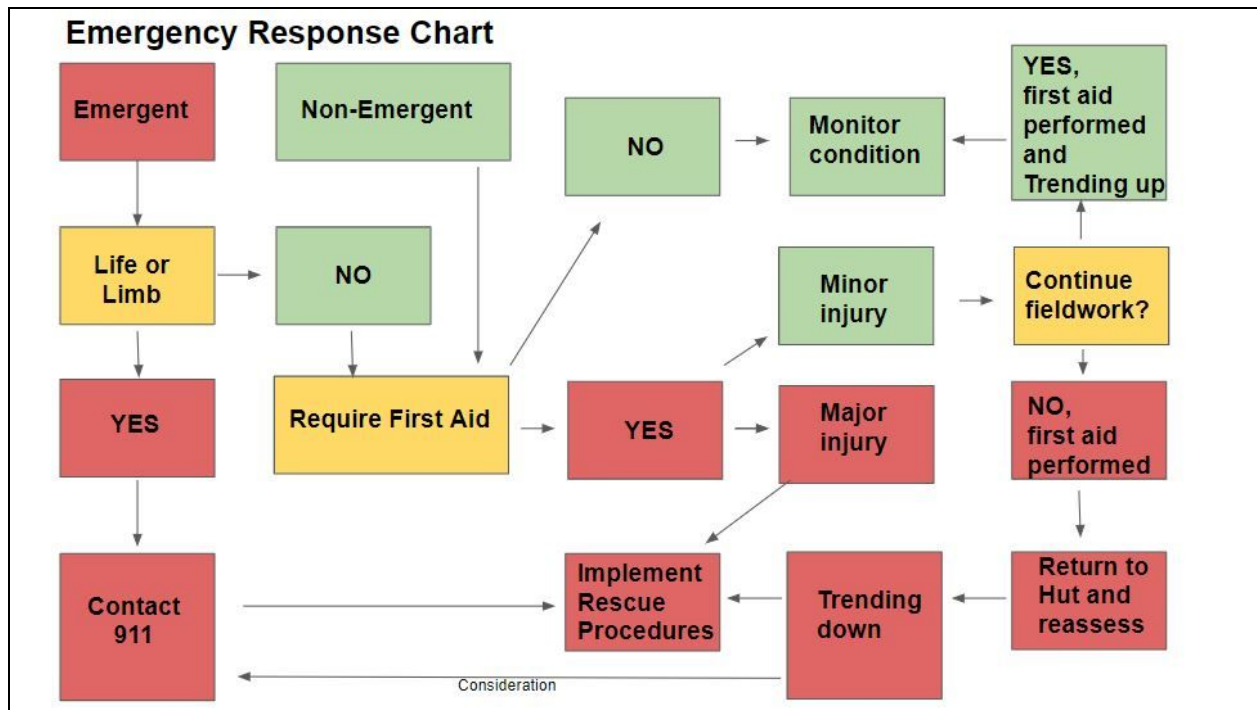 Emergency Response Chart
Emergent
Non-Emergent
NO
Monitor
condition
YES,
first aid
performed
and
Trending up
Life or
Limb
NO
Minor
injury
Continue
fieldwork?
YES
Require First Aid
YES
Major
injury
NO,
first aid
performed
Contact
911
Implement
Rescue
Procedures
Trending
down
Return to
Hut and
reassess
Consideration